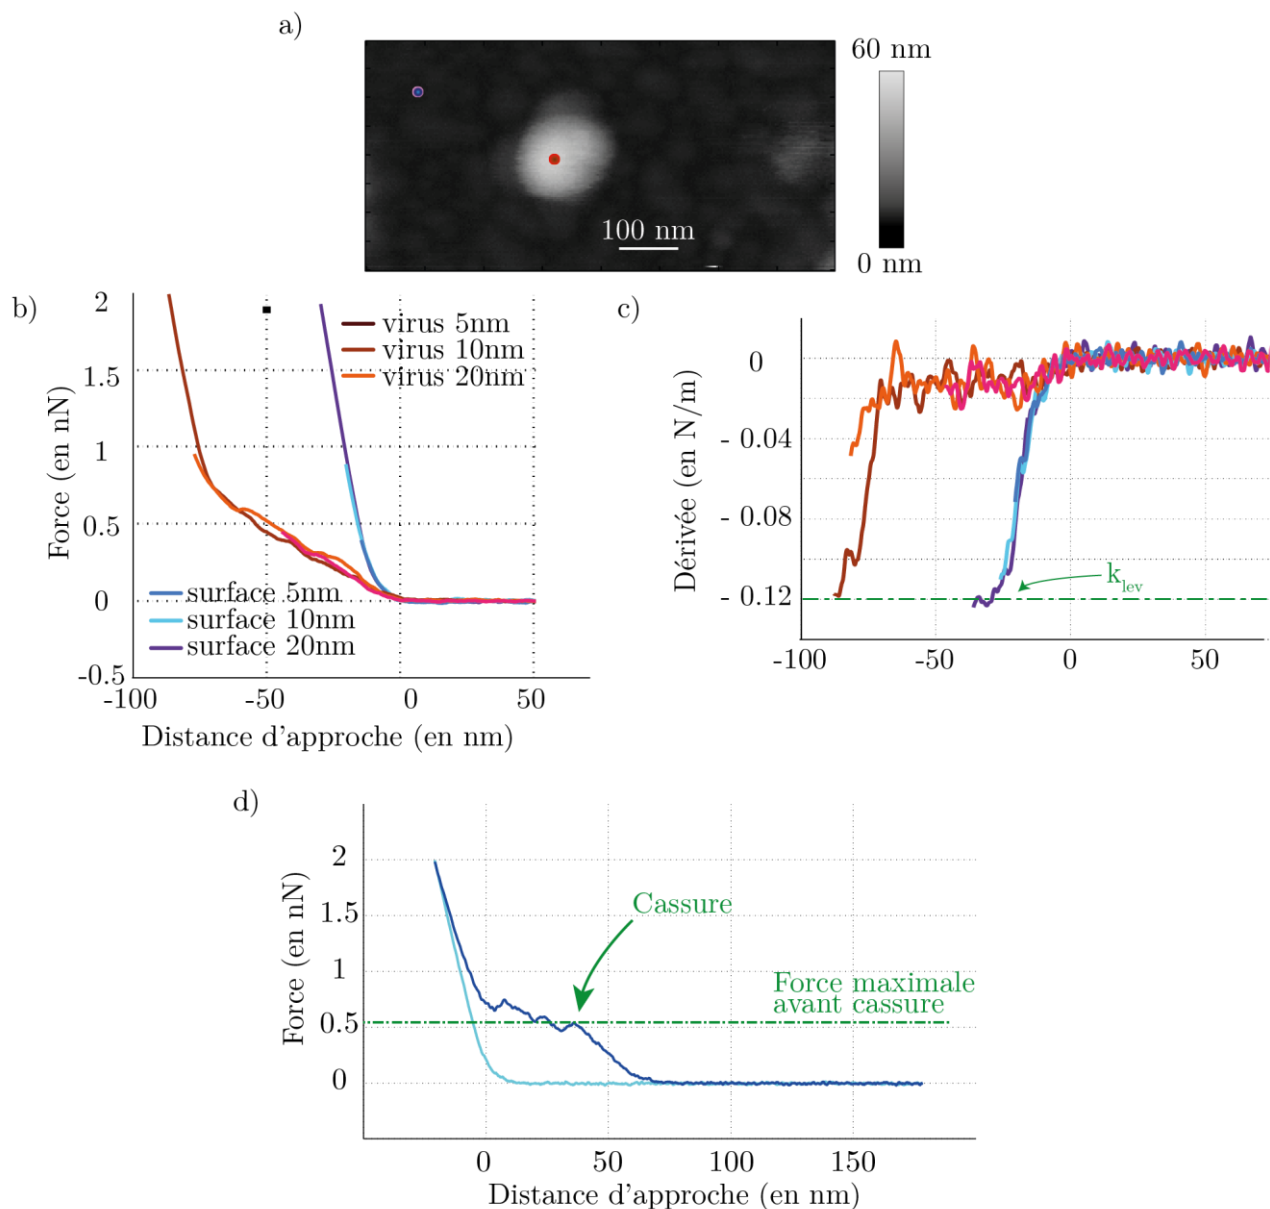 a)
60 nm
100 nm
0 nm
b)
2
1.5
1
0.5
0
-0.5
Force (en nN)
virus 5nm
virus 10nm
virus 20nm
surface 5nm
surface 10nm
surface 20nm
-100
-50
0
50
Distance d'approche (en nm)
c)
0
- 0.04
- 0.08
- 0.12
Dérivée (en N/m)
k_lev
-100
-50
0
50
d)
2
1.5
1
0.5
0
Force (en nN)
Cassure
Force maximale
avant cassure
0
50
100
150
Distance d'approche (en nm)